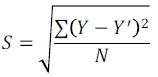 S = √(∑(Y − Y′)² / N)